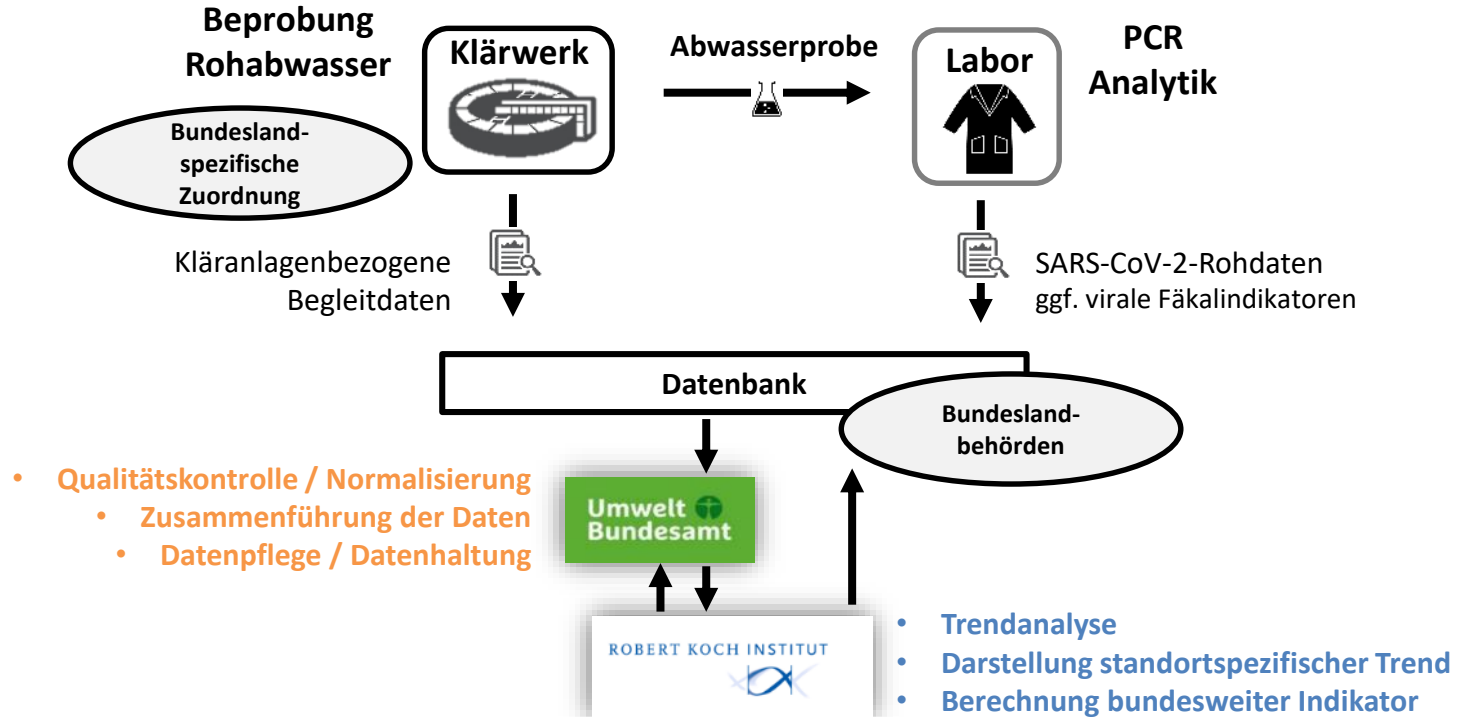 Beprobung
Rohabwasser
Klärwerk
Abwasserprobe
Labor
PCR
Analytik
Bundesland-
spezifische
Zuordnung
Kläranlagenbezogene
Begleitdaten
SARS-CoV-2-Rohdaten
ggf. virale Fäkalindikatoren
Datenbank
Bundesland-
behörden
• Qualitätskontrolle / Normalisierung
• Zusammenführung der Daten
• Datenpflege / Datenhaltung
Umwelt
Bundesamt
ROBERT KOCH INSTITUT
• Trendanalyse
• Darstellung standortspezifischer Trend
• Berechnung bundesweiter Indikator